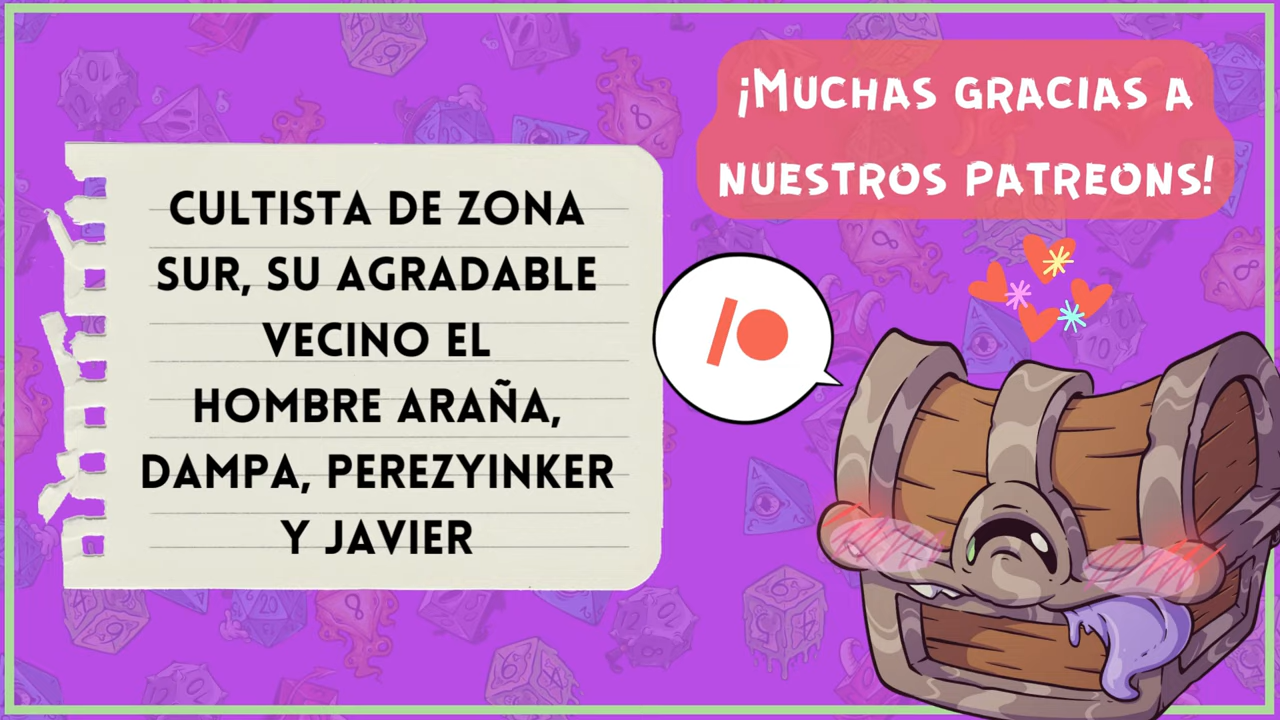 ¡MUCHAS GRACIAS A
NUESTROS PATREONS!
CULTISTA DE ZONA
SUR, SU AGRADABLE
VECINO EL
HOMBRE ARAÑA,
DAMPA, PEREZYINKER
Y JAVIER